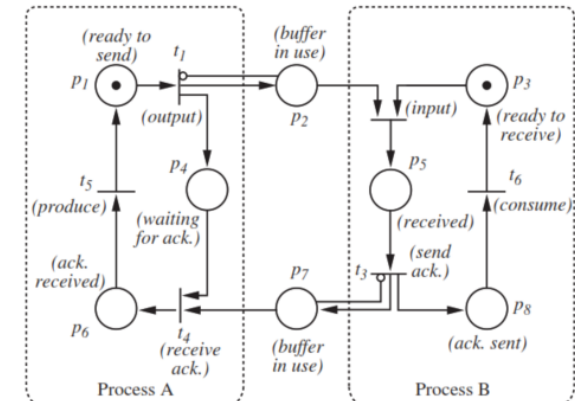 (ready to
send)
t1
(buffer
in use)
p1
p3
(output)
p2
(input)
(ready to
receive)
p4
p5
t5
t6
(produce)
(waiting
for ack.)
(received)
(consume)
(ack.
received)
p7
t3
(send
ack.)
p6
t4
(receive
ack.)
(buffer
in use)
p8
(ack. sent)
Process A
Process B